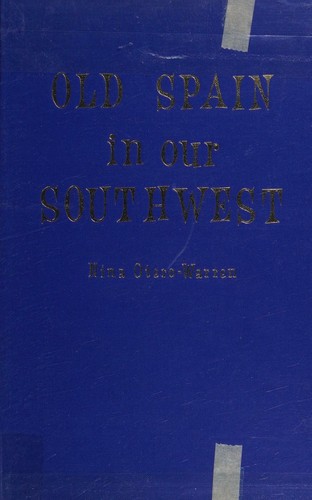 OLD SPAIN
in our
SOUTHWEST
Nina Otero-Warren